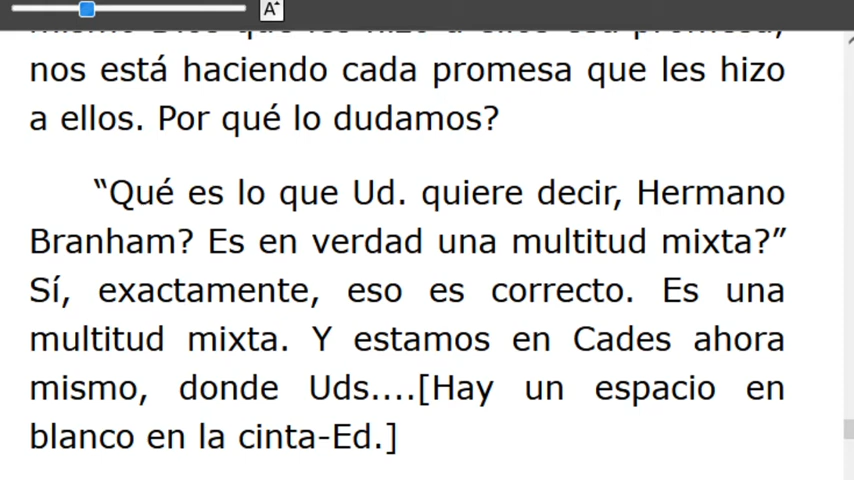 A
nos está haciendo cada promesa que les hizo
a ellos. Por qué lo dudamos?
“Qué es lo que Ud. quiere decir, Hermano
Branham? Es en verdad una multitud mixta?”
Sí, exactamente, eso es correcto. Es una
multitud mixta. Y estamos en Cades ahora
mismo, donde Uds....[Hay un espacio en
blanco en la cinta-Ed.]